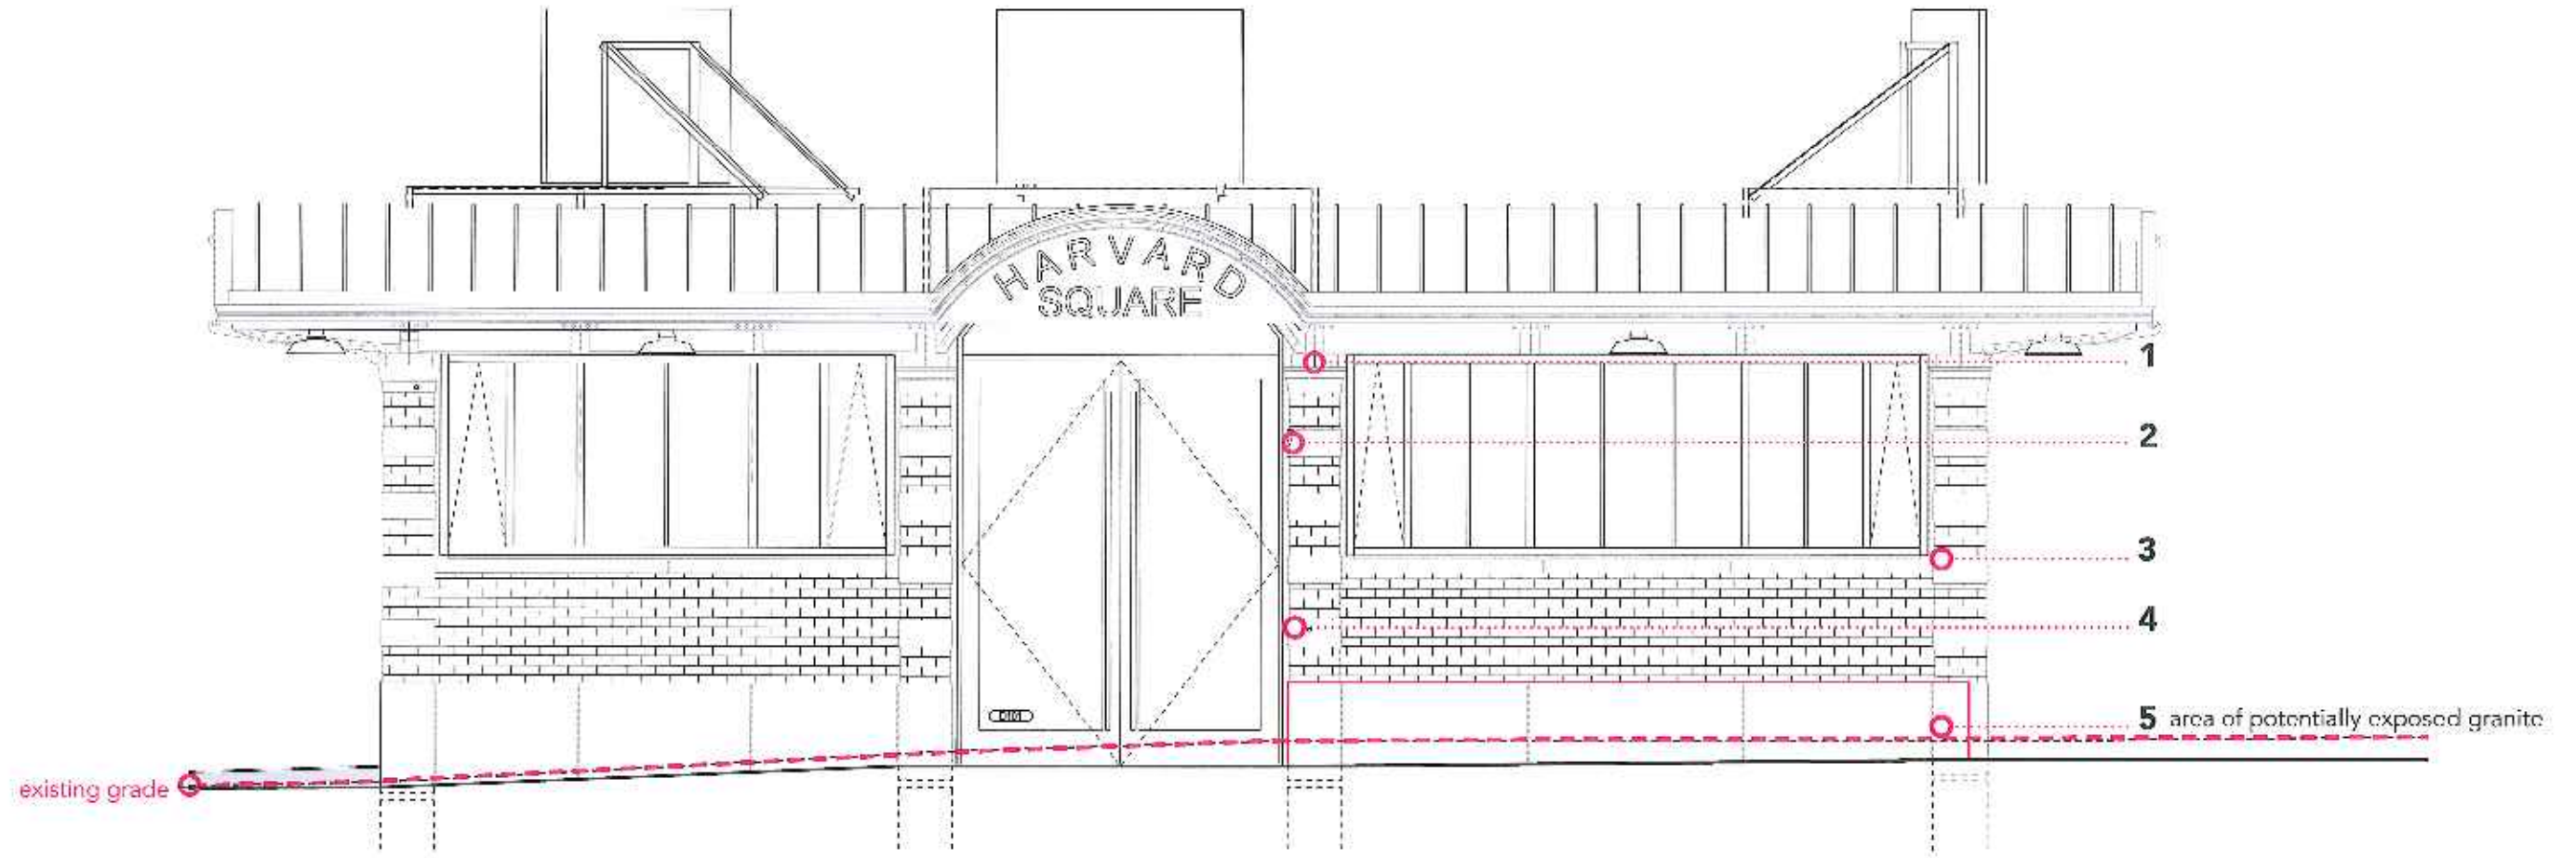 HARVARD
SQUARE
1
2
3
4
5 area of potentially exposed granite
existing grade